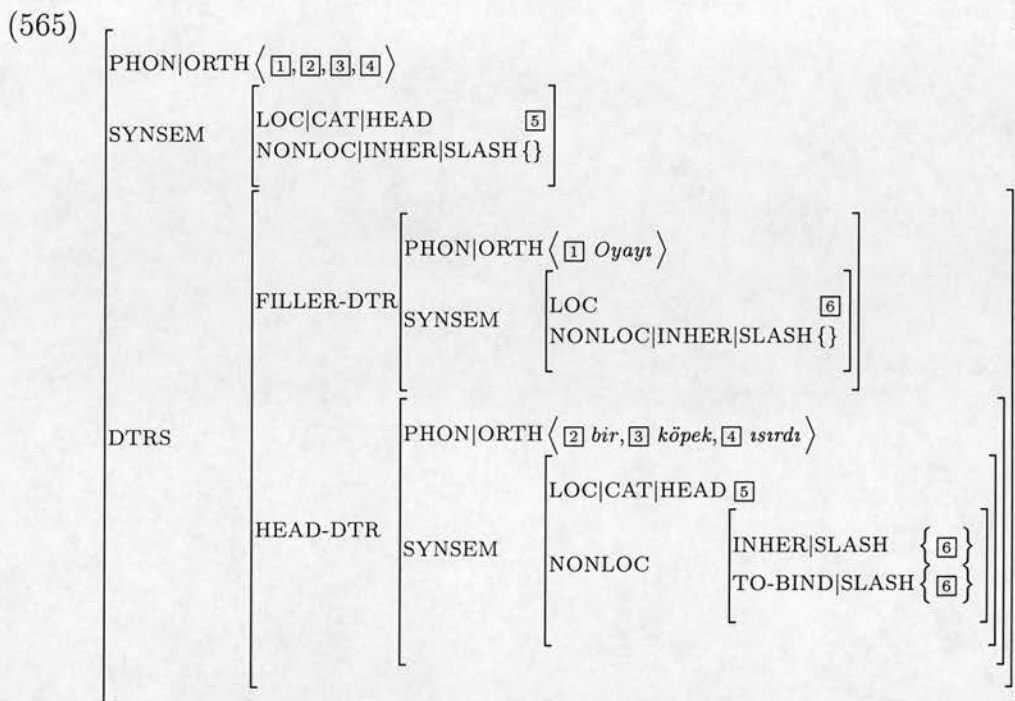 (565)
PHON|ORTH⟨[1],[2],[3],[4]⟩
SYNSEM
LOC|CAT|HEAD [5]
NONLOC|INHER|SLASH {}
DTRS
FILLER-DTR
PHON|ORTH⟨[1] Oyayı⟩
SYNSEM
LOC [6]
NONLOC|INHER|SLASH {}
HEAD-DTR
PHON|ORTH⟨[2] bir,[3] köpek,[4] ısırdı⟩
SYNSEM
LOC|CAT|HEAD [5]
NONLOC
INHER|SLASH {[6]}
TO-BIND|SLASH {[6]}